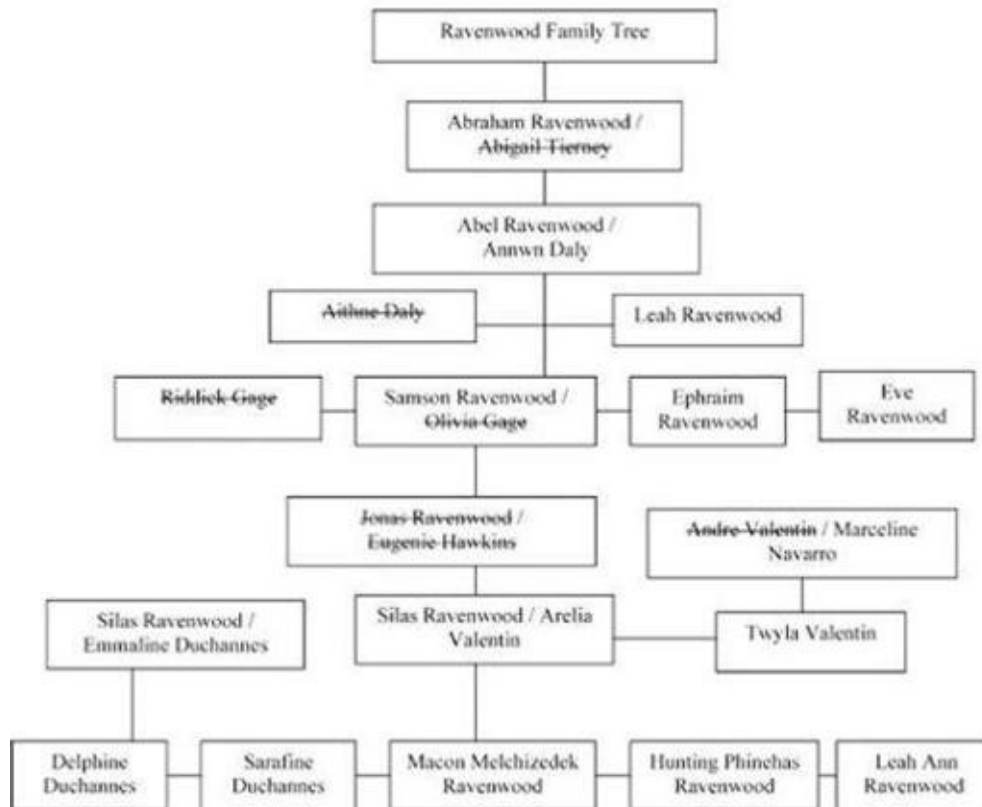 Ravenwood Family Tree
Abraham Ravenwood /
Abigail Tierney
Abel Ravenwood /
Annwn Daly
Aithne Daly
Leah Ravenwood
Riddick Gage
Samson Ravenwood /
Olivia Gage
Ephraim
Ravenwood
Eve
Ravenwood
Jonas Ravenwood /
Eugenie Hawkins
Andre Valentin / Marceline
Navarro
Silas Ravenwood /
Emmaline Duchannes
Silas Ravenwood / Arelia
Valentin
Twyla Valentin
Delphine
Duchannes
Sarafine
Duchannes
Macon Melchizedek
Ravenwood
Hunting Phinehas
Ravenwood
Leah Ann
Ravenwood